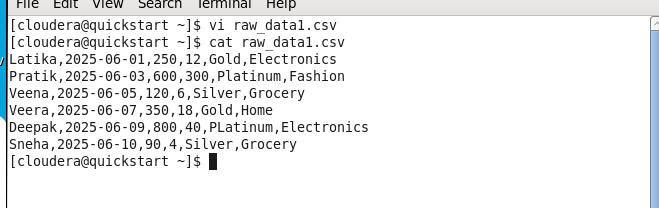 File Edit View Search Terminal Help
[cloudera@quickstart ~]$ vi raw_data1.csv
[cloudera@quickstart ~]$ cat raw_data1.csv
Latika,2025-06-01,250,12,Gold,Electronics
Pratik,2025-06-03,600,300,Platinum,Fashion
Veena,2025-06-05,120,6,Silver,Grocery
Veera,2025-06-07,350,18,Gold,Home
Deepak,2025-06-09,800,40,PLatinum,Electronics
Sneha,2025-06-10,90,4,Silver,Grocery
[cloudera@quickstart ~]$